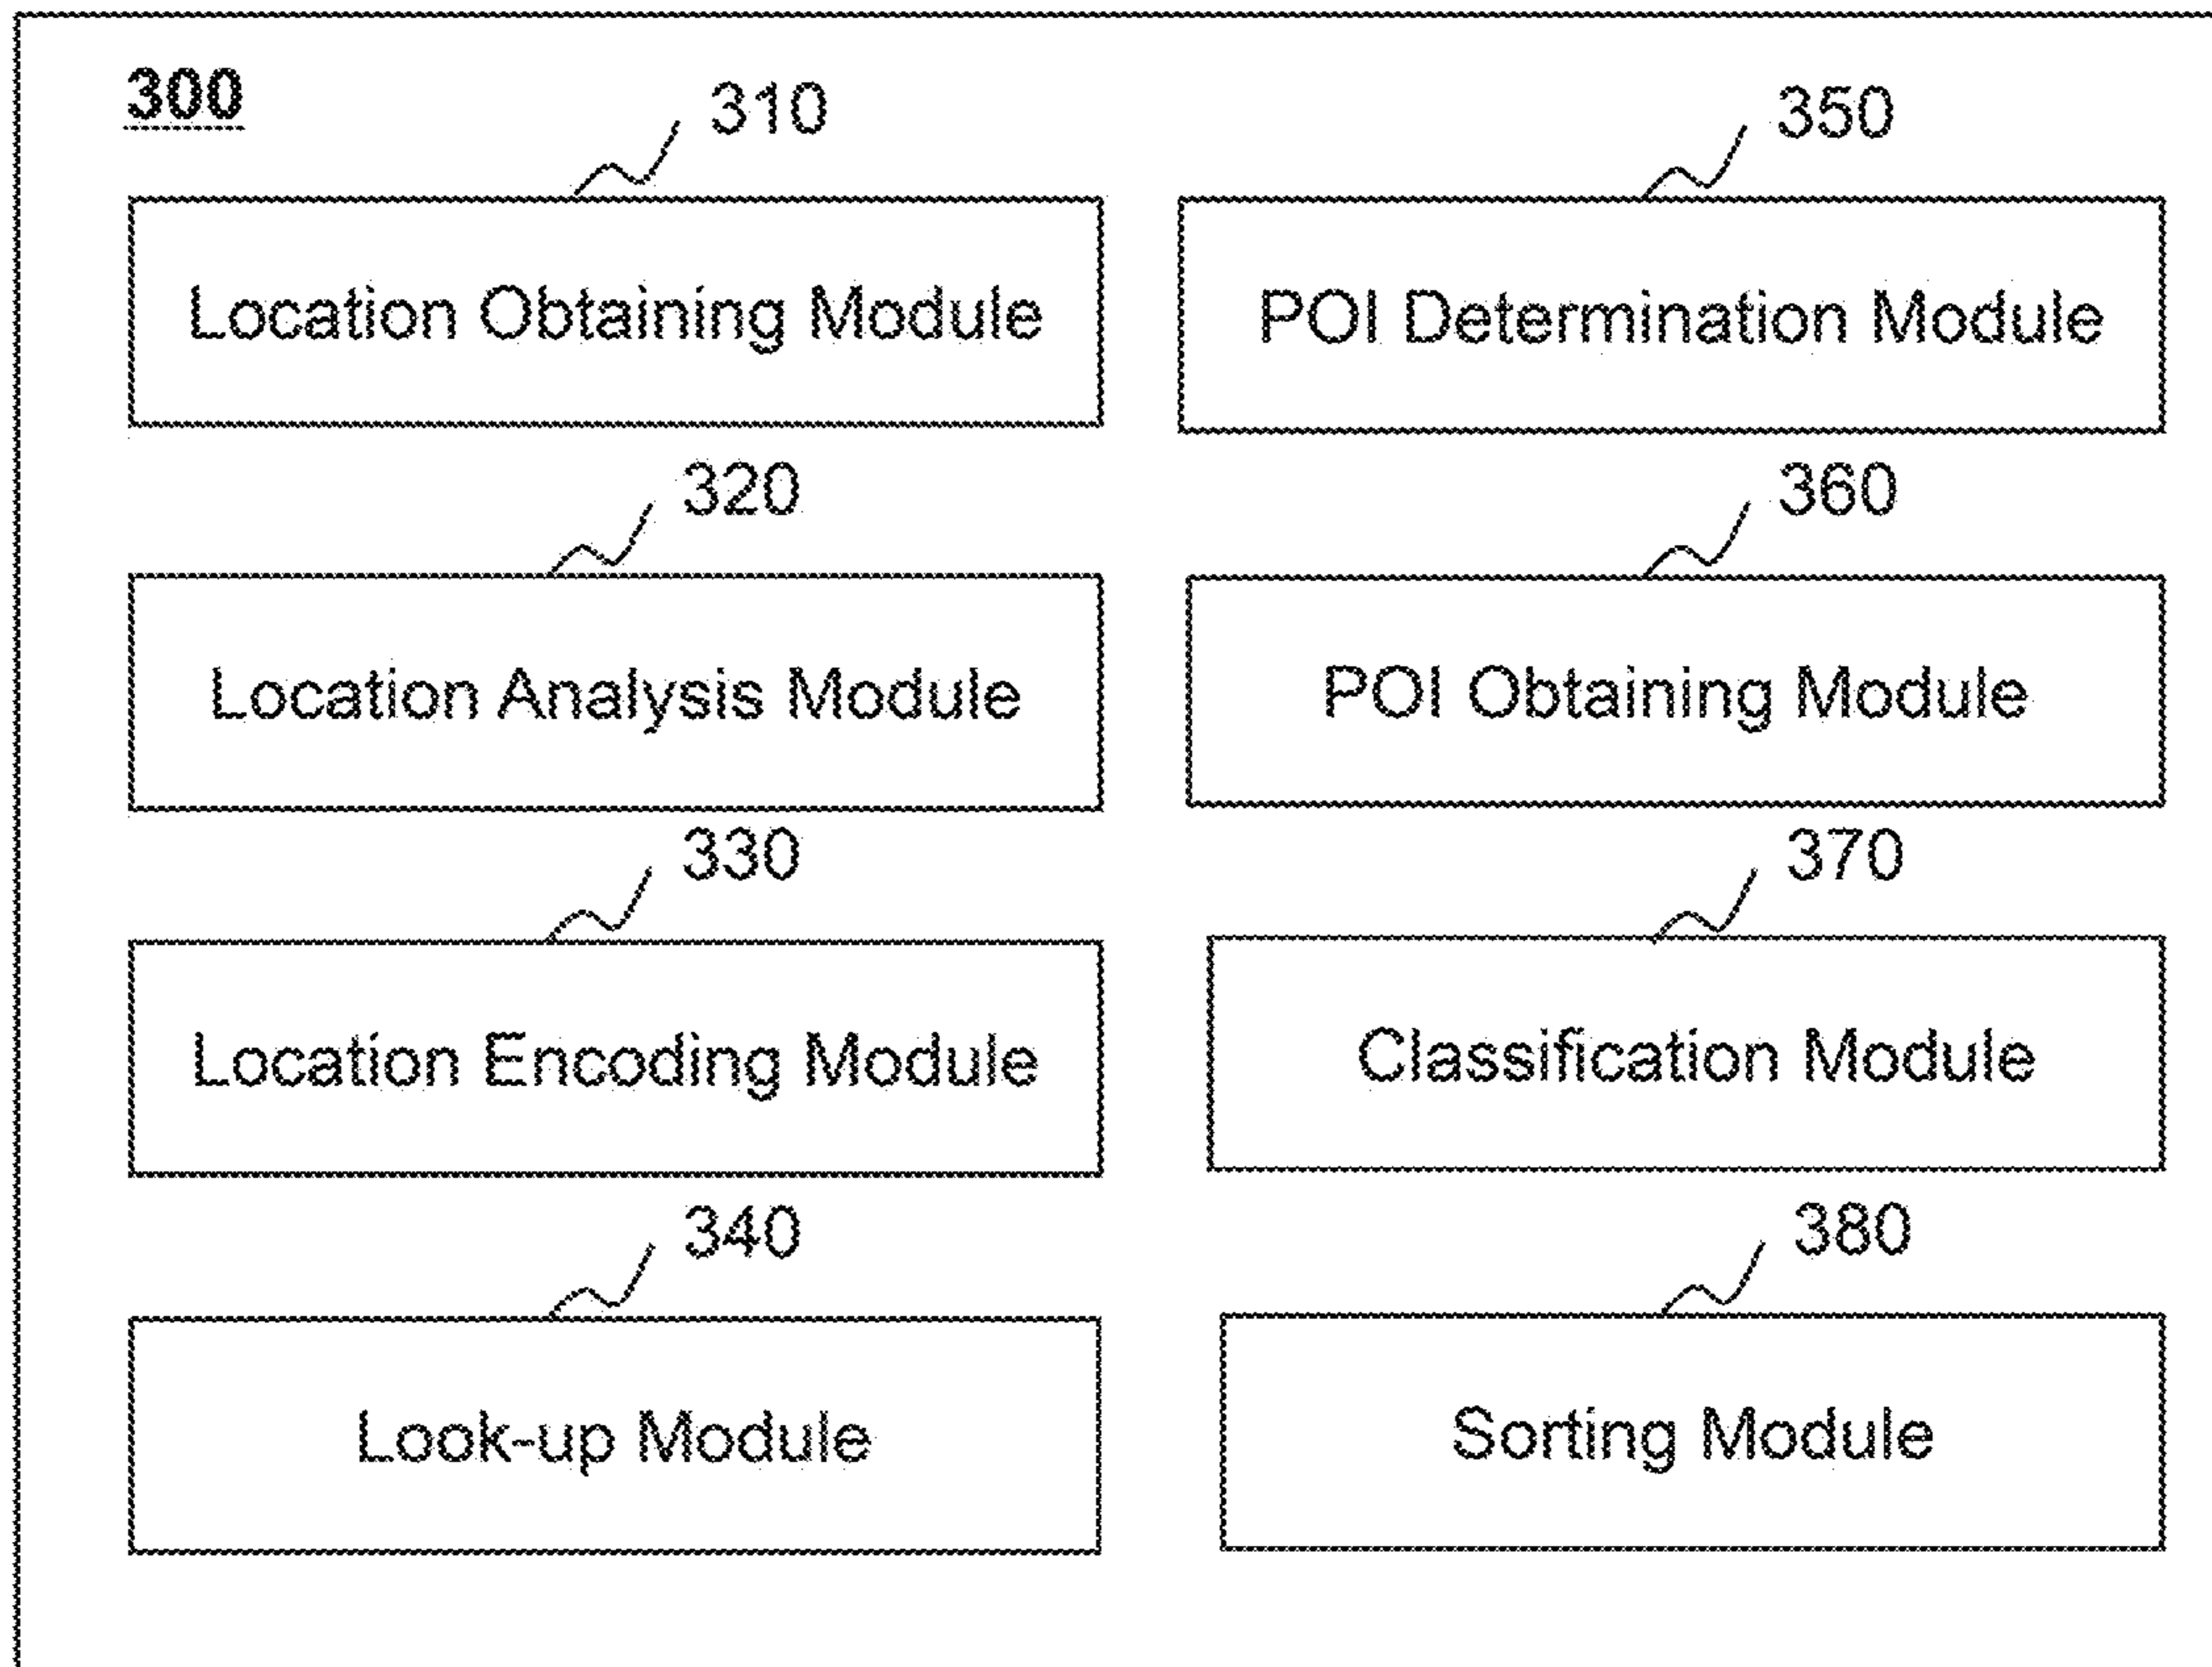 300
310
Location Obtaining Module
320
Location Analysis Module
330
Location Encoding Module
340
Look-up Module
350
POI Determination Module
360
POI Obtaining Module
370
Classification Module
380
Sorting Module